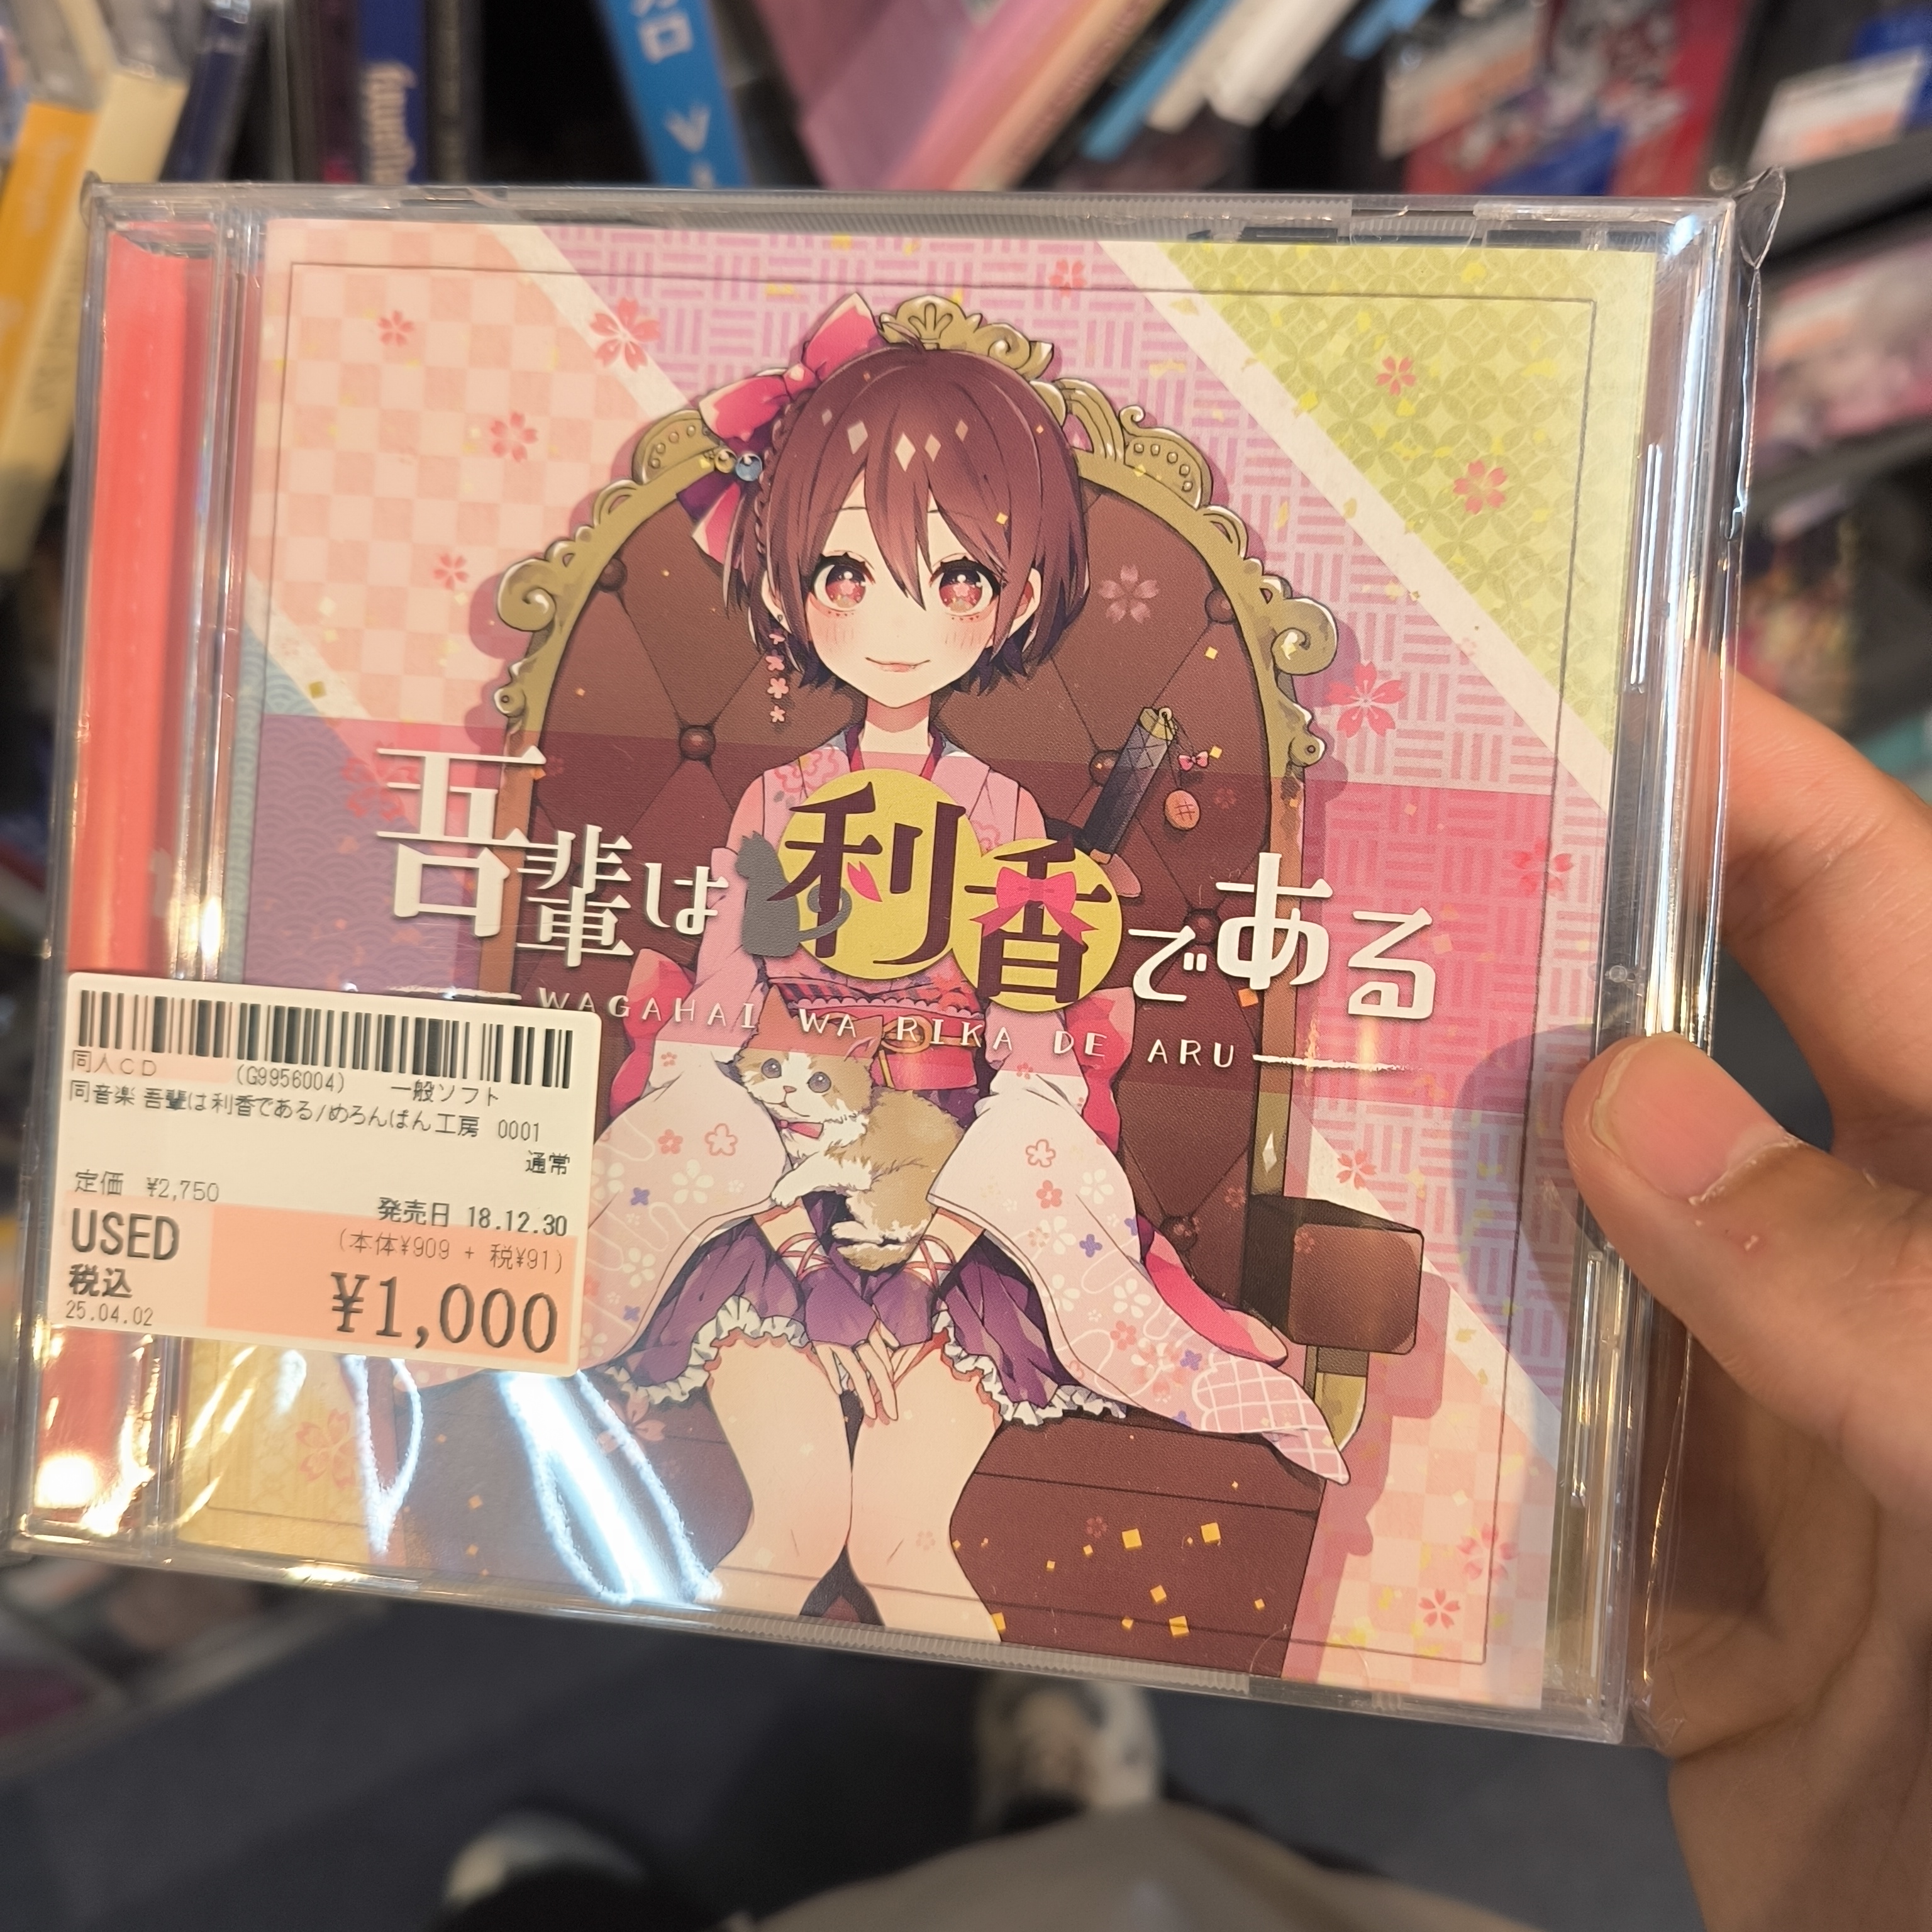 吾輩は利香である
WAGAHAI WA RIKA DE ARU
同人CD (G9956004) 一般ソフト
同音楽 吾輩は利香である/めろんぱん工房 0001
通常
定価 ¥2,750
発売日 18.12.30
USED (本体¥909 + 税¥91)
税込 ¥1,000
25.04.02